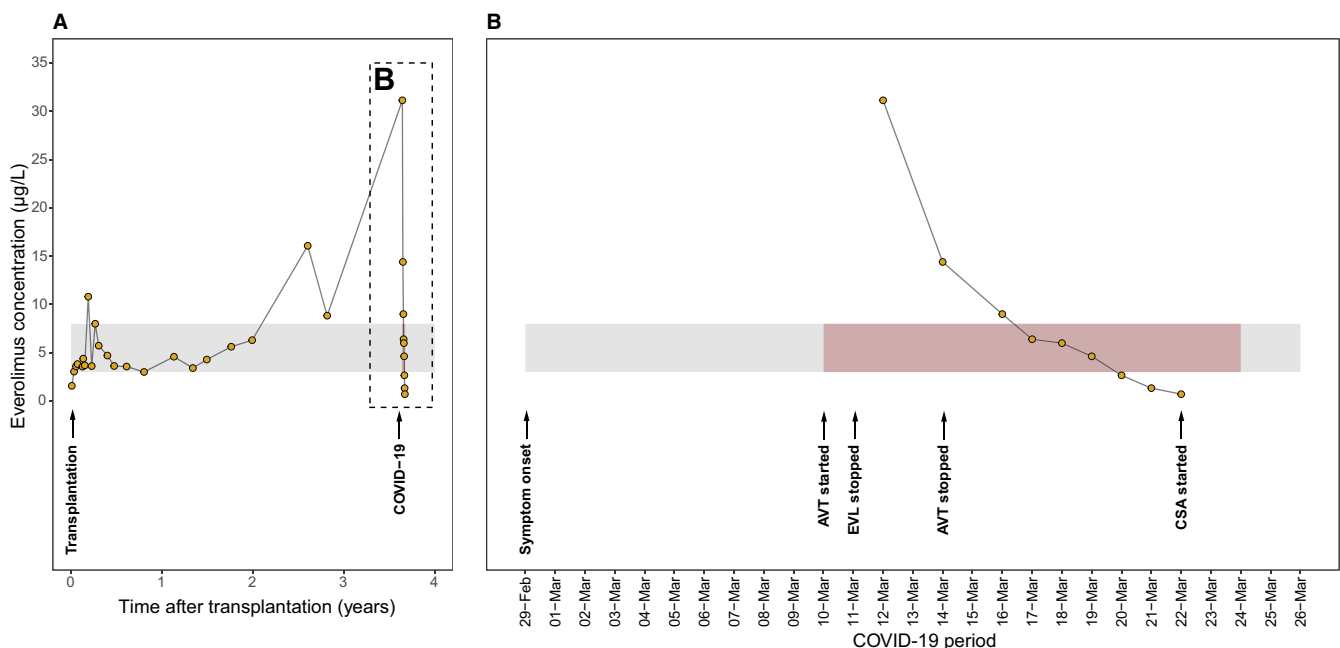 A
B
B
Everolimus concentration (µg/L)
35
30
25
20
15
10
5
0
Transplantation
COVID−19
0
1
2
3
4
Time after transplantation (years)
Symptom onset
AVT started
EVL stopped
AVT stopped
CSA started
29−Feb
01−Mar
02−Mar
03−Mar
04−Mar
05−Mar
06−Mar
07−Mar
08−Mar
09−Mar
10−Mar
11−Mar
12−Mar
13−Mar
14−Mar
15−Mar
16−Mar
17−Mar
18−Mar
19−Mar
20−Mar
21−Mar
22−Mar
23−Mar
24−Mar
25−Mar
26−Mar
COVID-19 period